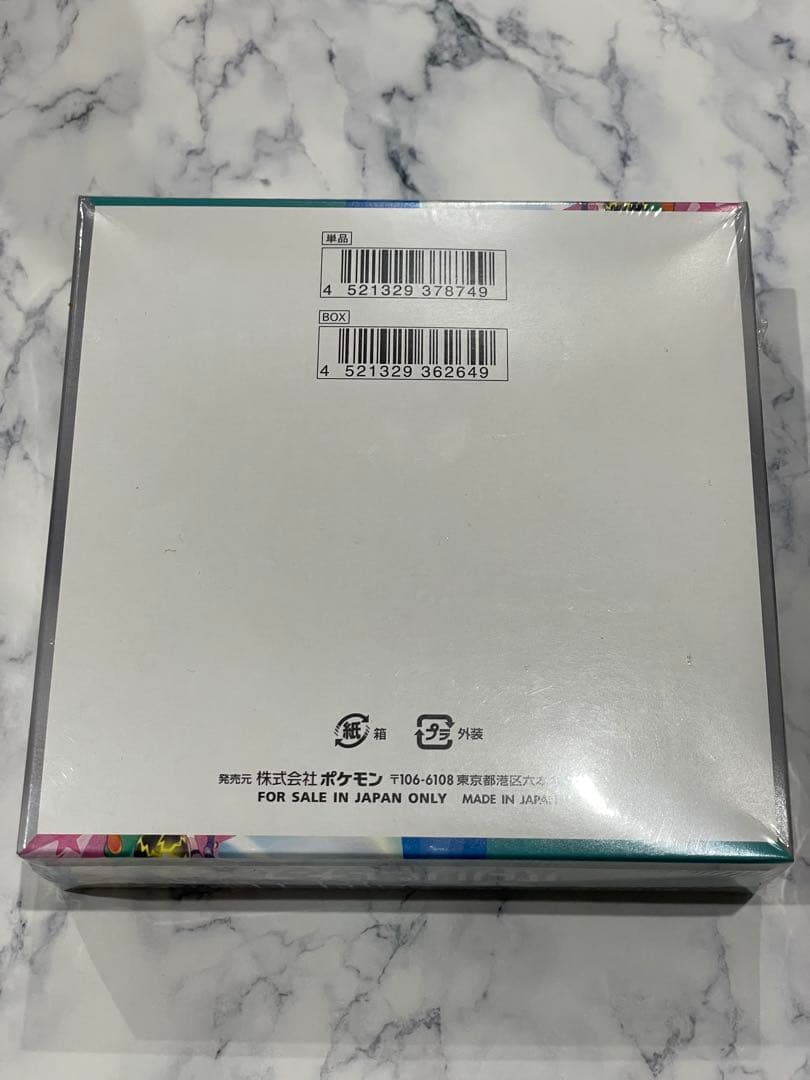 単品
4 521329 378749
BOX
4 521329 362649
紙 箱 プラ 外装
発売元 株式会社ポケモン 〒106-6108 東京都港区六本
FOR SALE IN JAPAN ONLY MADE IN JAPAN